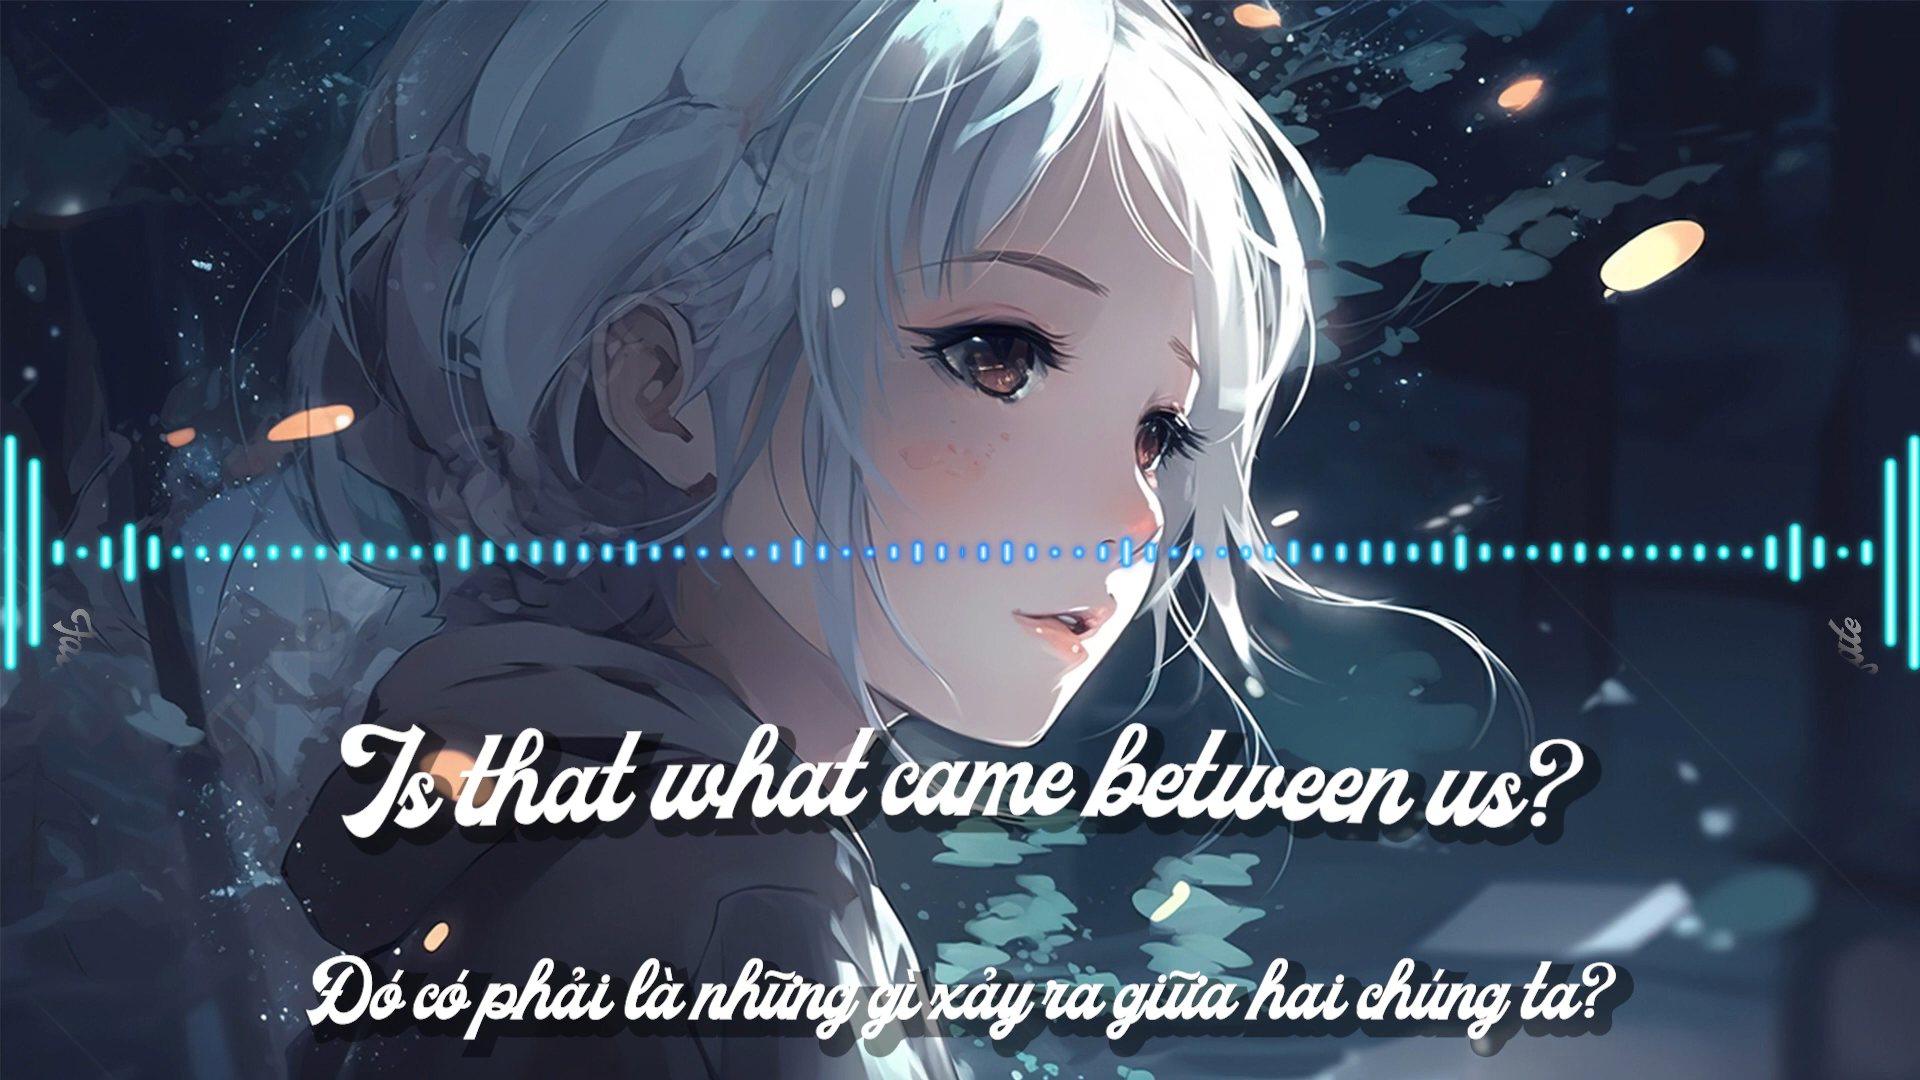 Is that what came between us?
Đó có phải là những gì xảy ra giữa hai chúng ta?